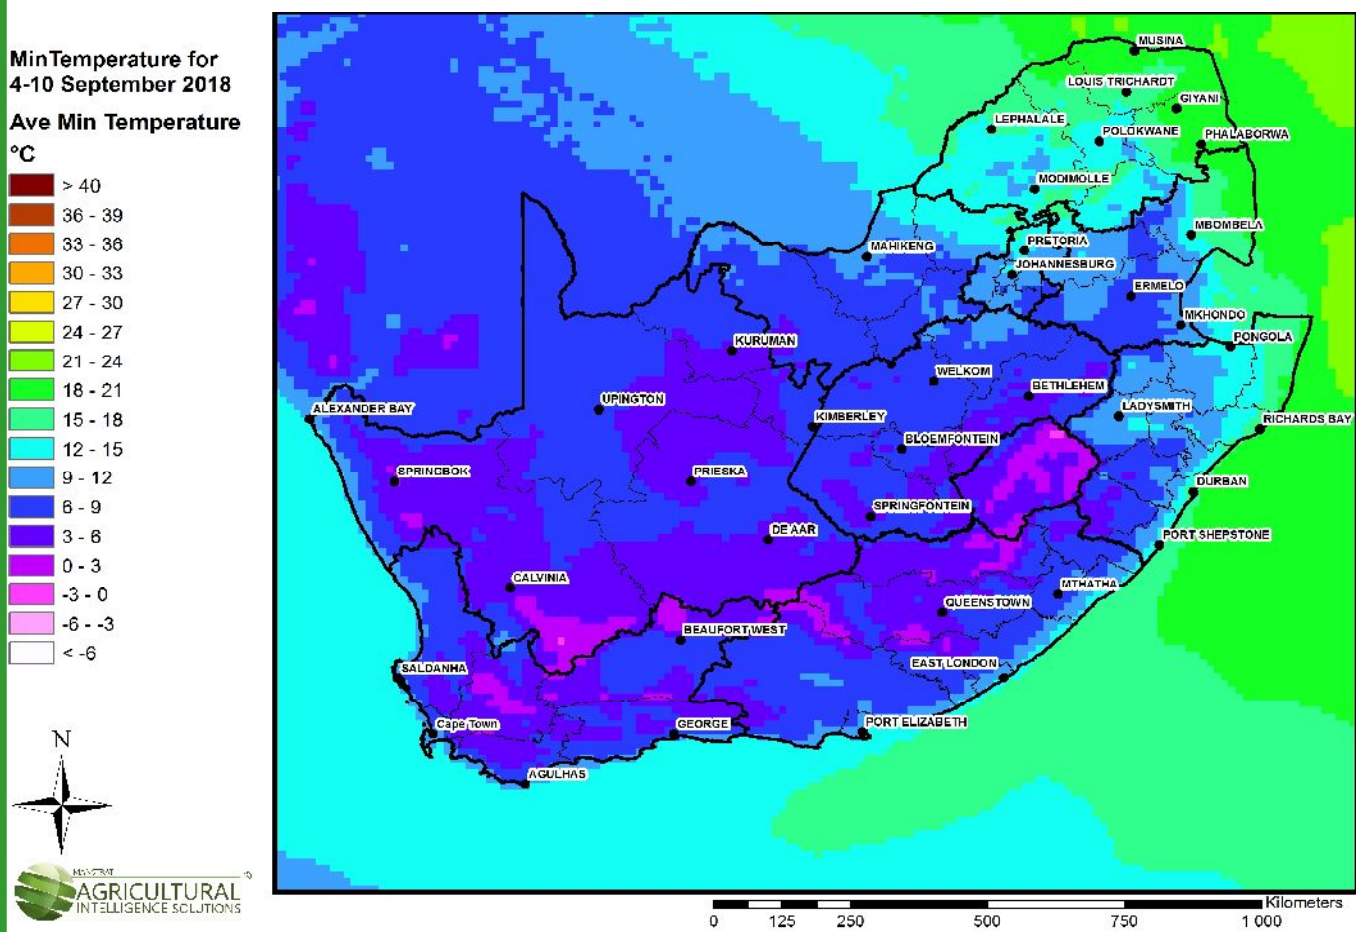 MinTemperature for
4-10 September 2018
Ave Min Temperature
°C
> 40
36 - 39
33 - 36
30 - 33
27 - 30
24 - 27
21 - 24
18 - 21
15 - 18
12 - 15
9 - 12
6 - 9
3 - 6
0 - 3
-3 - 0
-6 - -3
< -6
N
MANSTRAT
AGRICULTURAL
INTELLIGENCE SOLUTIONS
MUSINA
LOUIS TRICHARDT
GIYANI
LEPHALALE
POLOKWANE
PHALABORWA
MODIMOLLE
MBOMBELA
PRETORIA
MAHIKENG
JOHANNESBURG
ERMELO
MKHONDO
PONGOLA
KURUMAN
WELKOM
BETHLEHEM
UPINGTON
ALEXANDER BAY
KIMBERLEY
LADYSMITH
RICHARDS BAY
BLOEMFONTEIN
SPRINGBOK
PRIESKA
DURBAN
SPRINGFONTEIN
DE AAR
PORT SHEPSTONE
CALVINIA
MTHATHA
QUEENSTOWN
BEAUFORT WEST
EAST LONDON
SALDANHA
Cape Town
GEORGE
PORT ELIZABETH
AGULHAS
Kilometers
0 125 250 500 750 1 000